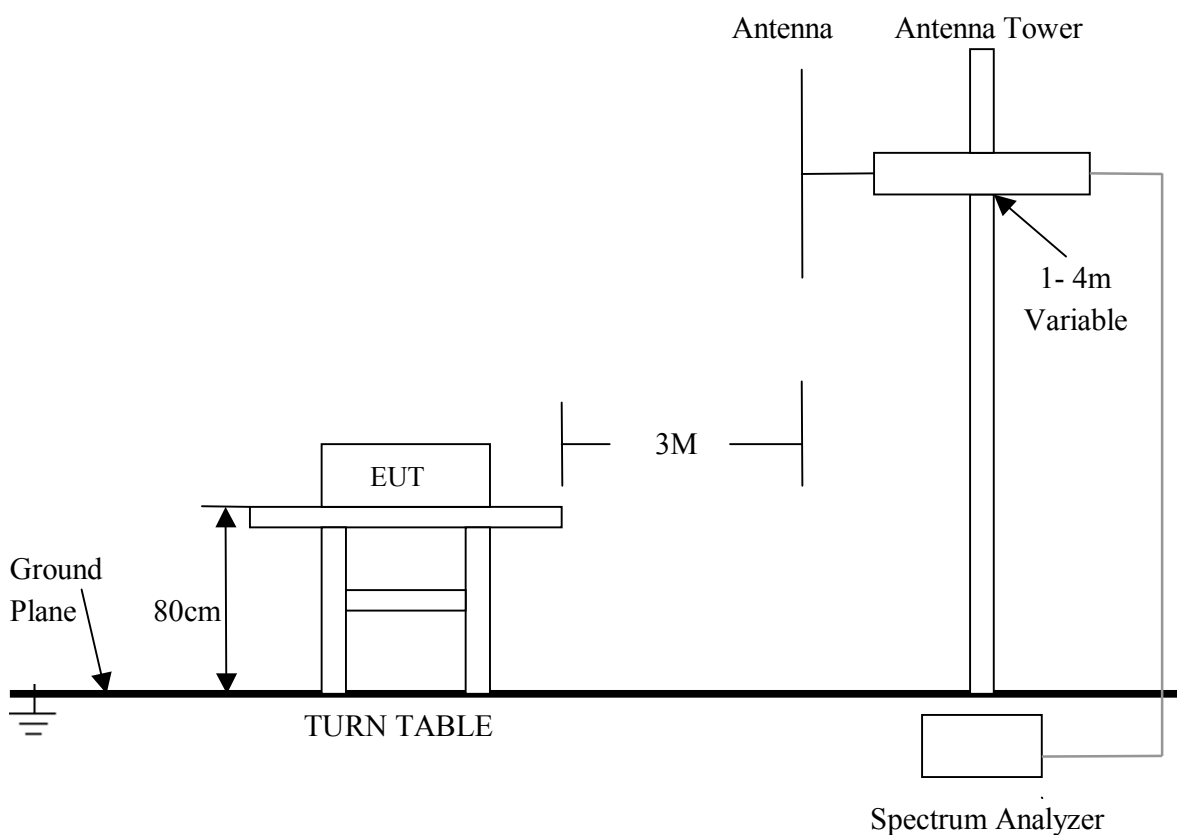 Antenna
Antenna Tower
1- 4m
Variable
3M
EUT
Ground
Plane
80cm
TURN TABLE
Spectrum Analyzer